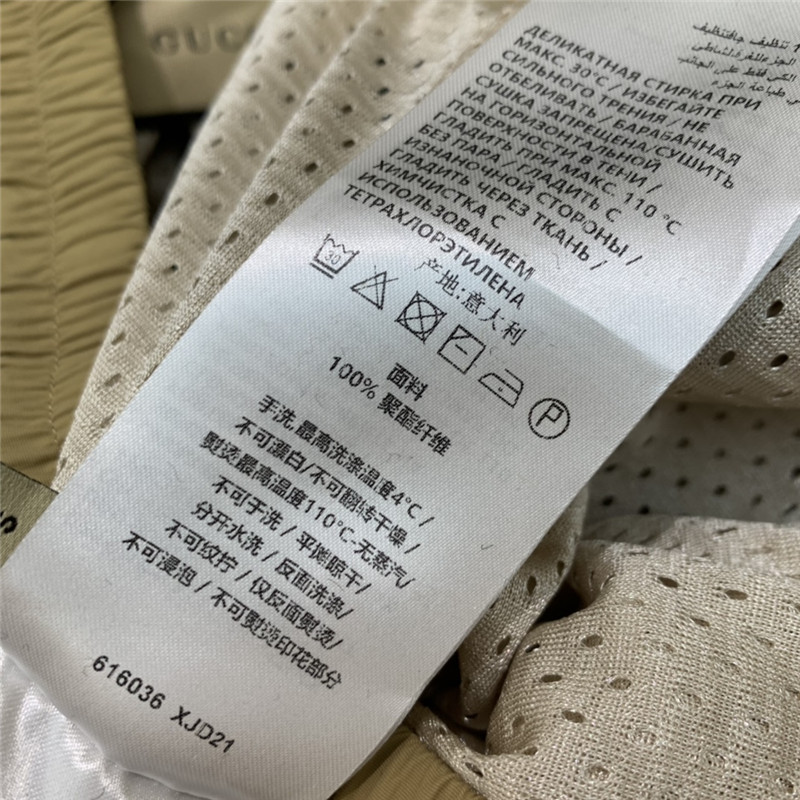 GUCC
تنظيف جاف/تنظيف
ДЕЛИКАТНАЯ СТИРКА ПРИ
МАКС. 30°C / ИЗБЕГАЙТЕ
СИЛЬНОГО ТРЕНИЯ / НЕ
ОТБЕЛИВАТЬ / БАРАБАННАЯ
СУШКА ЗАПРЕЩЕНА/СУШИТЬ
НА ГОРИЗОНТАЛЬНОЙ
ПОВЕРХНОСТИ В ТЕНИ /
ГЛАДИТЬ ПРИ МАКС. 110 °C
БЕЗ ПАРА / ГЛАДИТЬ С
ИЗНАНОЧНОЙ СТОРОНЫ /
ГЛАДИТЬ ЧЕРЕЗ ТКАНЬ /
ХИМЧИСТКА С
ИСПОЛЬЗОВАНИЕМ
ТЕТРАХЛОРЭТИЛЕНА
产地:意大利
30
P
面料
100% 聚酯纤维
手洗,最高洗涤温度4℃/
不可漂白/不可翻转干燥/
熨烫最高温度110℃-无蒸汽/
不可干洗/平摊晾干/
分开水洗/反面洗涤/
不可绞拧/仅反面熨烫/
不可浸泡/不可熨烫印花部分
616036 XJD21